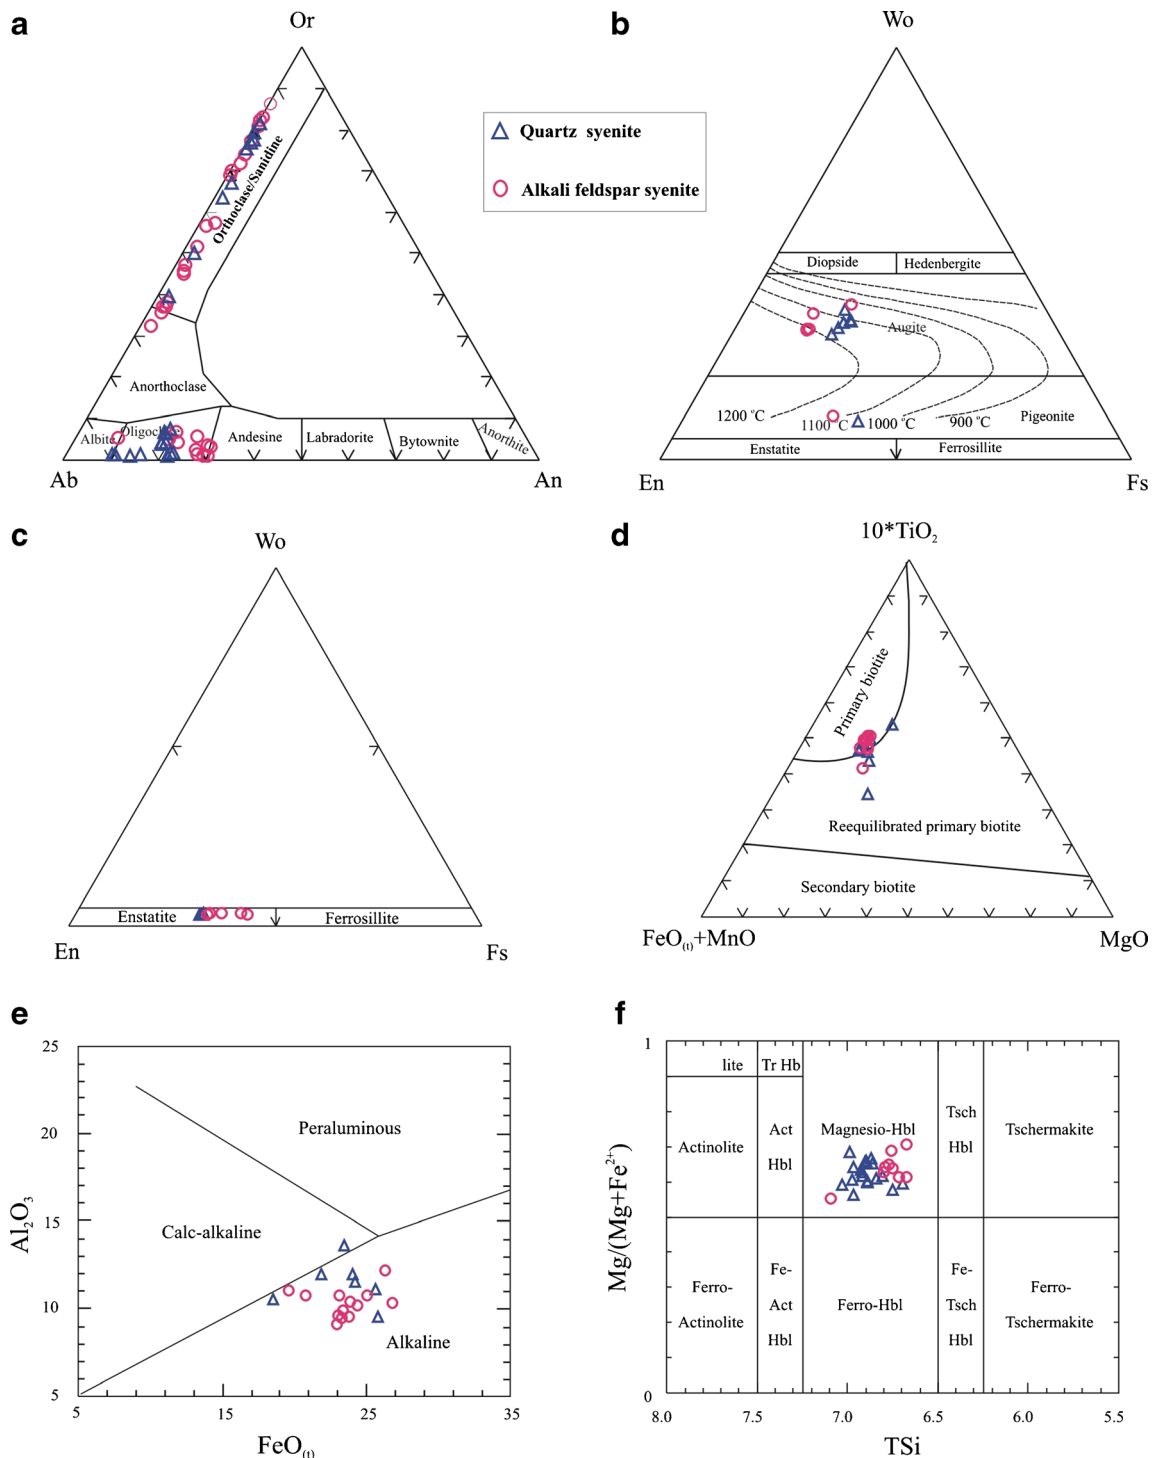 a
Or
Orthoclase/Sanidine
Anorthoclase
Albite
Andesine
Labradorite
Bytownite
Anorthite
Ab
An
Quartz syenite
Alkali feldspar syenite
b
Wo
Diopside
Hedenbergite
Augite
1200 °C
1100 °C
1000 °C
900 °C
Pigeonite
Enstatite
Ferrosillite
En
Fs
c
Wo
Enstatite
Ferrosillite
En
Fs
d
10*TiO₂
Primary biotite
Reequilibrated primary biotite
Secondary biotite
FeO(t)+MnO
MgO
e
25
20
15
10
5
Al₂O₃
Peraluminous
Calc-alkaline
Alkaline
5
15
25
35
FeO(t)
f
1
0
Mg/(Mg+Fe²⁺)
lite
Tr Hb
Actinolite
Act
Hbl
Magnesio-Hbl
Tsch
Hbl
Tschermakite
Ferro-
Actinolite
Fe-
Act
Hbl
Ferro-Hbl
Fe-
Tsch
Hbl
Ferro-
Tschermakite
8.0
7.5
7.0
6.5
6.0
5.5
TSi